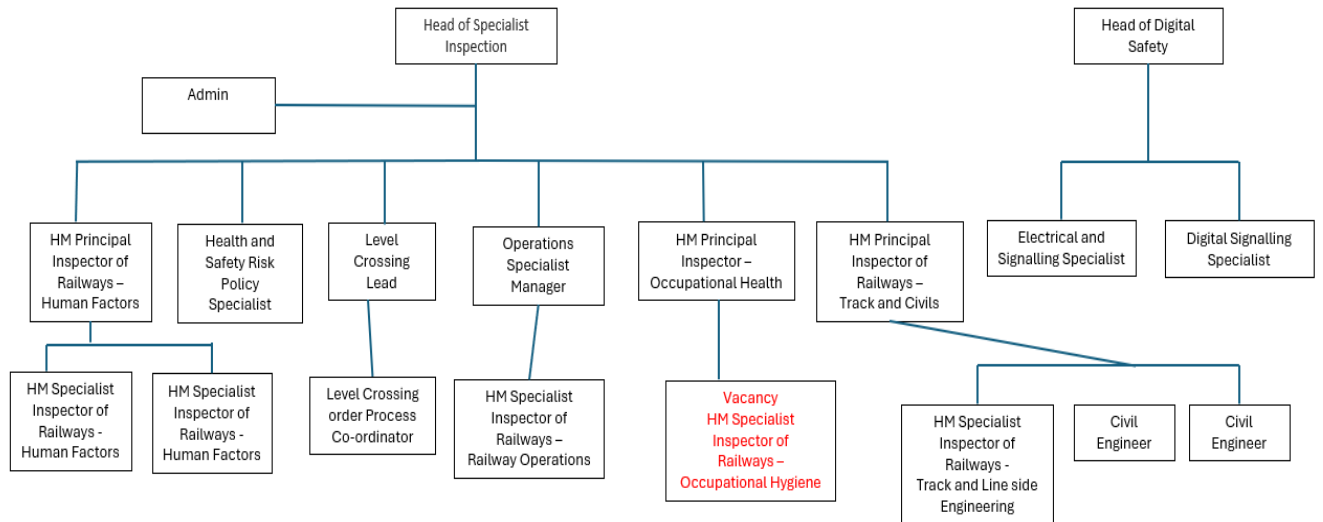 Head of Specialist
Inspection
Head of Digital
Safety
Admin
HM Principal
Inspector of
Railways –
Human Factors
Health and
Safety Risk
Policy
Specialist
Level
Crossing
Lead
Operations
Specialist
Manager
HM Principal
Inspector –
Occupational Health
HM Principal
Inspector of
Railways –
Track and Civils
Electrical and
Signalling Specialist
Digital Signalling
Specialist
HM Specialist
Inspector of
Railways -
Human Factors
HM Specialist
Inspector of
Railways -
Human Factors
Level Crossing
order Process
Co-ordinator
HM Specialist
Inspector of
Railways –
Railway Operations
Vacancy
HM Specialist
Inspector of
Railways –
Occupational Hygiene
HM Specialist
Inspector of
Railways -
Track and Line side
Engineering
Civil
Engineer
Civil
Engineer